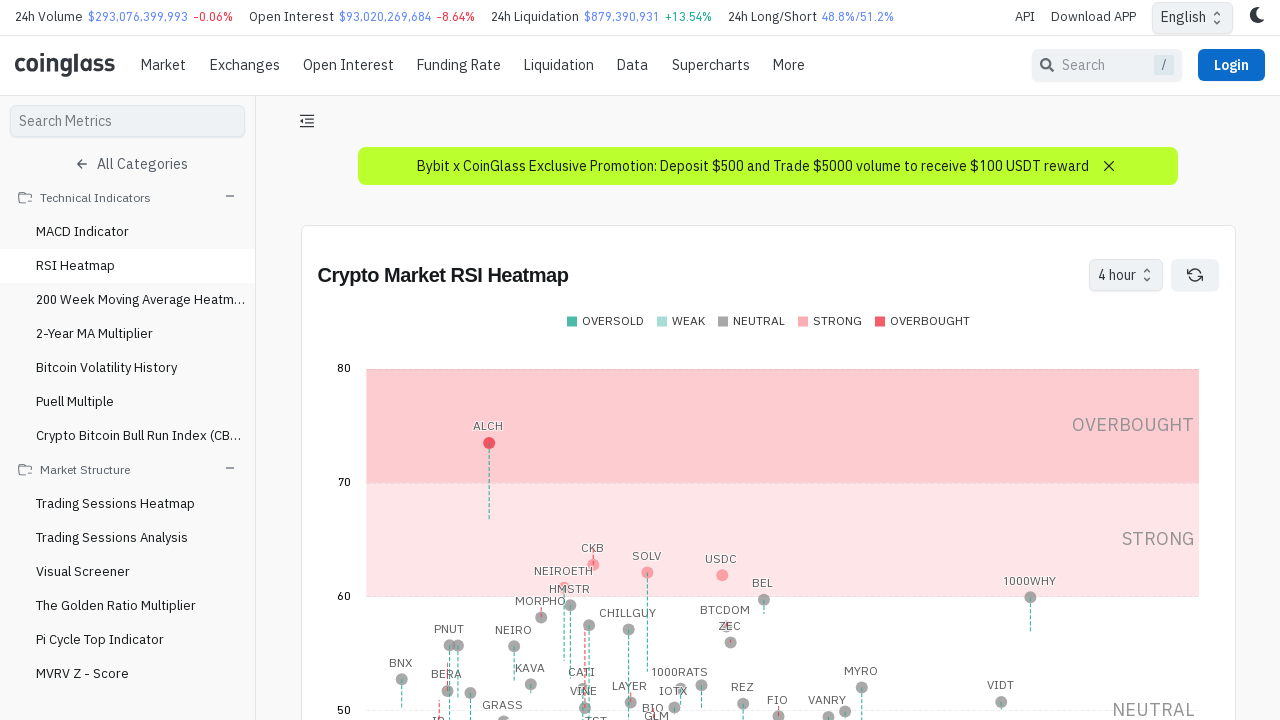 24h Volume $293,076,399,993 -0.06% Open Interest $93,020,269,684 -8.64% 24h Liquidation $879,390,931 +13.54% 24h Long/Short 48.8%/51.2% API Download APP English
coinglass Market Exchanges Open Interest Funding Rate Liquidation Data Supercharts More Search / Login
Search Metrics
All Categories
Technical Indicators
MACD Indicator
RSI Heatmap
200 Week Moving Average Heatm...
2-Year MA Multiplier
Bitcoin Volatility History
Puell Multiple
Crypto Bitcoin Bull Run Index (CB...
Market Structure
Trading Sessions Heatmap
Trading Sessions Analysis
Visual Screener
The Golden Ratio Multiplier
Pi Cycle Top Indicator
MVRV Z - Score
Bybit x CoinGlass Exclusive Promotion: Deposit $500 and Trade $5000 volume to receive $100 USDT reward
Crypto Market RSI Heatmap 4 hour
OVERSOLD WEAK NEUTRAL STRONG OVERBOUGHT
80
ALCH
OVERBOUGHT
70
STRONG
CKB
SOLV
USDC
NEIROETH
1000WHY
BEL
HMSTR
60
MORPHO
BTCDOM
CHILLGUY
ZEC
PNUT
NEIRO
BNX
KAVA
BERA
CATI
1000RATS
MYRO
VINE
LAYER
IOTX
REZ
VIDT
FIO
VANRY
GRASS
BIO
50
NEUTRAL
GLM
IP
TST